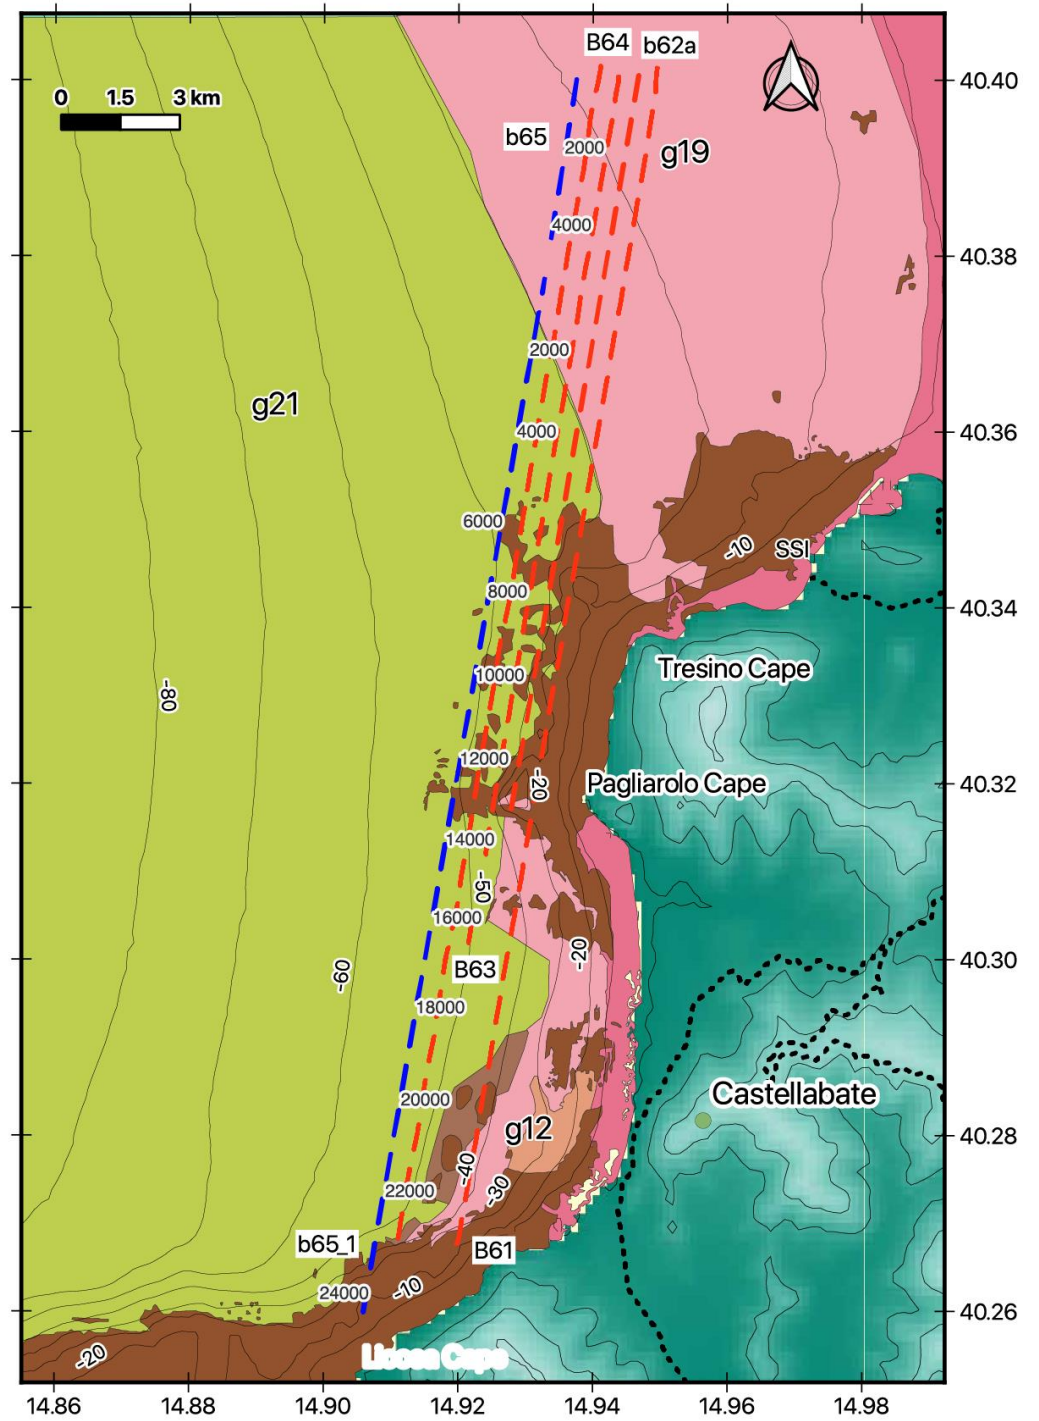 B64 b62a
0 1.5 3 km
40.40
b65
2000
g19
4000
40.38
2000
g21
4000
40.36
6000
-10
SSI
8000
40.34
Tresino Cape
10000
-80
12000
-20
Pagliarolo Cape
40.32
14000
-50
16000
-20
40.30
B63
-60
18000
20000
Castellabate
g12
40.28
-40
22000
-30
b65_1
B61
24000
-10
40.26
Licosa Cape
-20
14.86 14.88 14.90 14.92 14.94 14.96 14.98